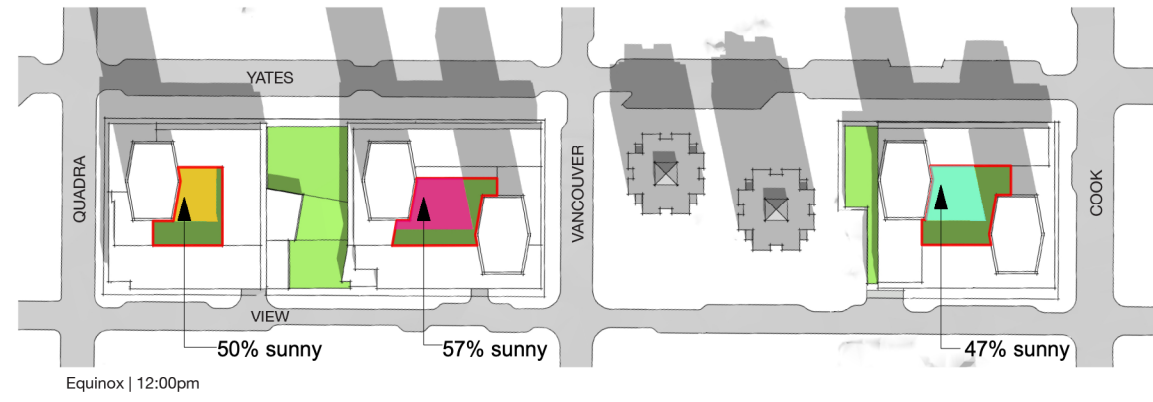 YATES
QUADRA
VANCOUVER
COOK
VIEW
50% sunny
57% sunny
47% sunny
Equinox | 12:00pm